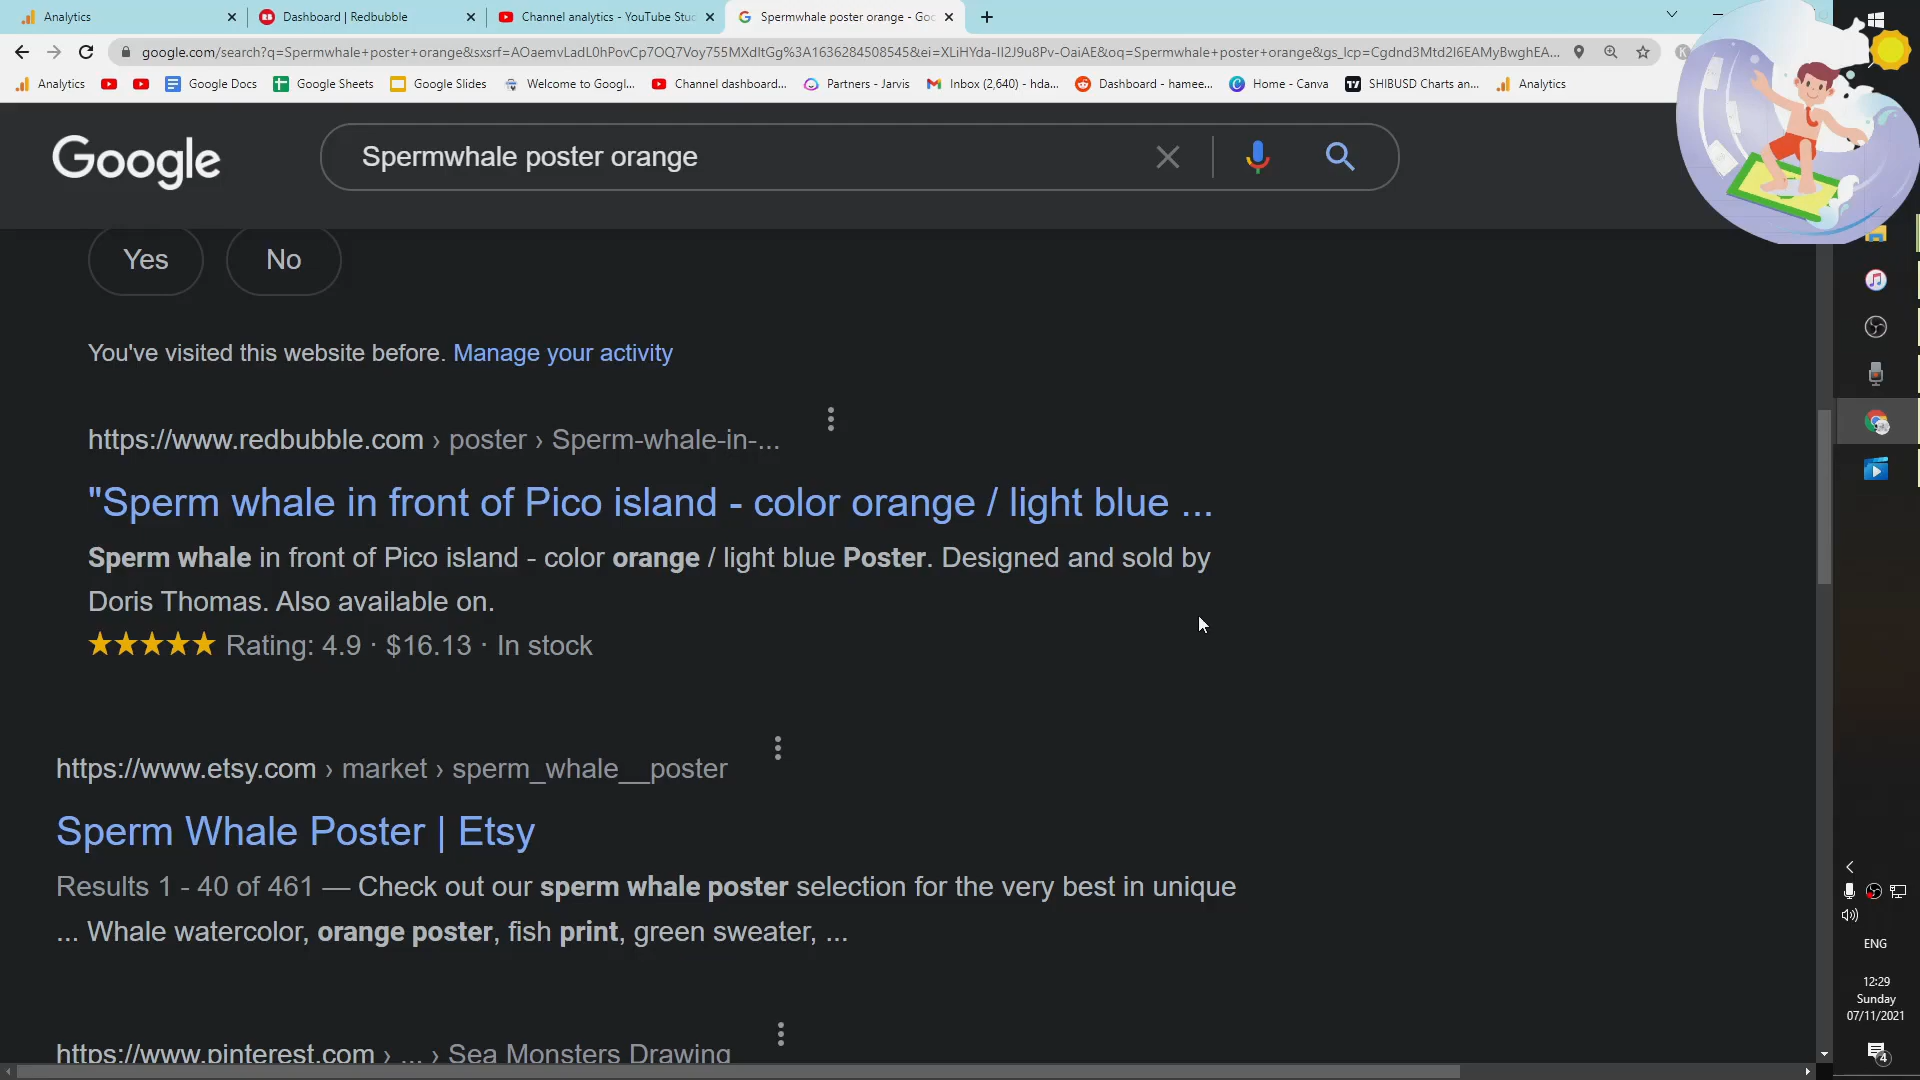 Analytics
Dashboard | Redbubble
Channel analytics - YouTube Stu
Spermwhale poster orange - Goo
google.com/search?q=Spermwhale+poster+orange&sxsrf=AOaemvLadL0hPovCp7OQ7Voy755MXdltGg%3A1636284508545&ei=XLiHYda-II2J9u8Pv-OaiAE&oq=Spermwhale+poster+orange&gs_lcp=Cgdnd3Mtd2l6EAMyBwghEA...
Analytics
Google Docs
Google Sheets
Google Slides
Welcome to Googl...
Channel dashboard...
Partners - Jarvis
Inbox (2,640) - hda...
Dashboard - hamee...
Home - Canva
SHIBUSD Charts an...
Analytics
Google
Spermwhale poster orange
Yes
No
You've visited this website before. Manage your activity
https://www.redbubble.com › poster › Sperm-whale-in-...
"Sperm whale in front of Pico island - color orange / light blue ...
Sperm whale in front of Pico island - color orange / light blue Poster. Designed and sold by
Doris Thomas. Also available on.
Rating: 4.9 · $16.13 · In stock
https://www.etsy.com › market › sperm_whale__poster
Sperm Whale Poster | Etsy
Results 1 - 40 of 461 — Check out our sperm whale poster selection for the very best in unique
... Whale watercolor, orange poster, fish print, green sweater, ...
https://www.pinterest.com › ... › Sea Monsters Drawing
ENG
12:29
Sunday
07/11/2021
4